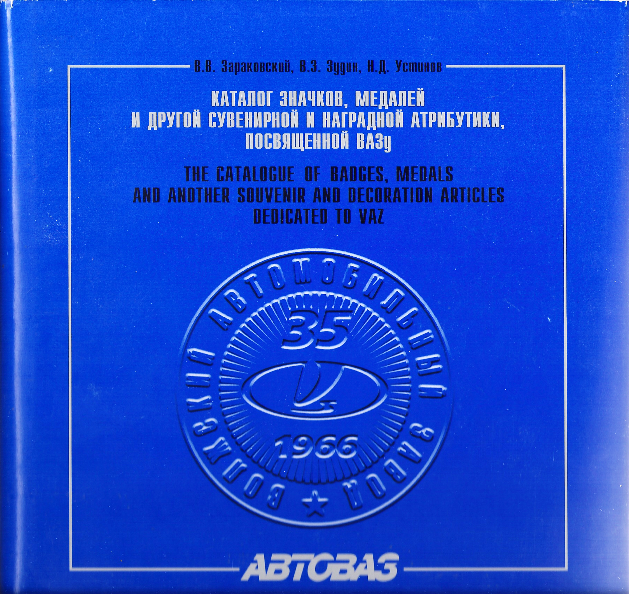 В.В. Зараковский, В.З. Зудин, Н.Д. Устинов
КАТАЛОГ ЗНАЧКОВ, МЕДАЛЕЙ
И ДРУГОЙ СУВЕНИРНОЙ И НАГРАДНОЙ АТРИБУТИКИ,
ПОСВЯЩЕННОЙ ВАЗу
THE CATALOGUE OF BADGES, MEDALS
AND ANOTHER SOUVENIR AND DECORATION ARTICLES
DEDICATED TO VAZ
ВОЛЖСКИЙ АВТОМОБИЛЬНЫЙ ЗАВОД
35
1966
АВТОВАЗ